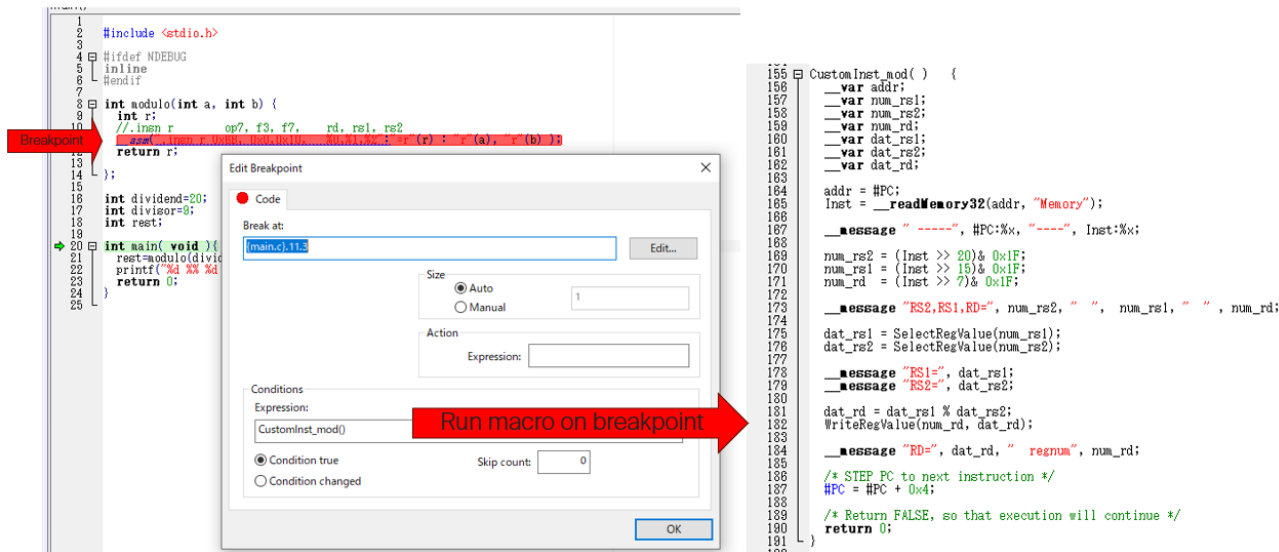 main()
1
2 #include <stdio.h>
3
4 #ifdef NDEBUG
5 inline
6 #endif
7
8 int modulo(int a, int b) {
9 int r;
10 //.insn r op7, f3, f7, rd, rs1, rs2
Breakpoint asm(".insn r 0x6B, 0x0,0x10, %0,%1,%2":"=r"(r) : "r"(a), "r"(b) );
12 return r;
13
14 };
15
16 int dividend=20;
17 int divisor=9;
18 int rest;
19
20 int main( void ){
21 rest=modulo(divid
22 printf("%d %% %d
23 return 0;
24 }
25
Edit Breakpoint
Code
Break at:
{main.c}.11.3
Edit...
Size
Auto
Manual
1
Action
Expression:
Conditions
Expression:
CustomInst_mod()
Condition true
Condition changed
Skip count: 0
OK
Run macro on breakpoint
155 CustomInst_mod( ) {
156 __var addr;
157 __var num_rs1;
158 __var num_rs2;
159 __var num_rd;
160 __var dat_rs1;
161 __var dat_rs2;
162 __var dat_rd;
163
164 addr = #PC;
165 Inst = __readMemory32(addr, "Memory");
166
167 __message " -----", #PC:%x, "----", Inst:%x;
168
169 num_rs2 = (Inst >> 20)& 0x1F;
170 num_rs1 = (Inst >> 15)& 0x1F;
171 num_rd = (Inst >> 7)& 0x1F;
172
173 __message "RS2,RS1,RD=", num_rs2, " ", num_rs1, " " , num_rd;
174
175 dat_rs1 = SelectRegValue(num_rs1);
176 dat_rs2 = SelectRegValue(num_rs2);
177
178 __message "RS1=", dat_rs1;
179 __message "RS2=", dat_rs2;
180
181 dat_rd = dat_rs1 % dat_rs2;
182 WriteRegValue(num_rd, dat_rd);
183
184 __message "RD=", dat_rd, " regnum", num_rd;
185
186 /* STEP PC to next instruction */
187 #PC = #PC + 0x4;
188
189 /* Return FALSE, so that execution will continue */
190 return 0;
191 }